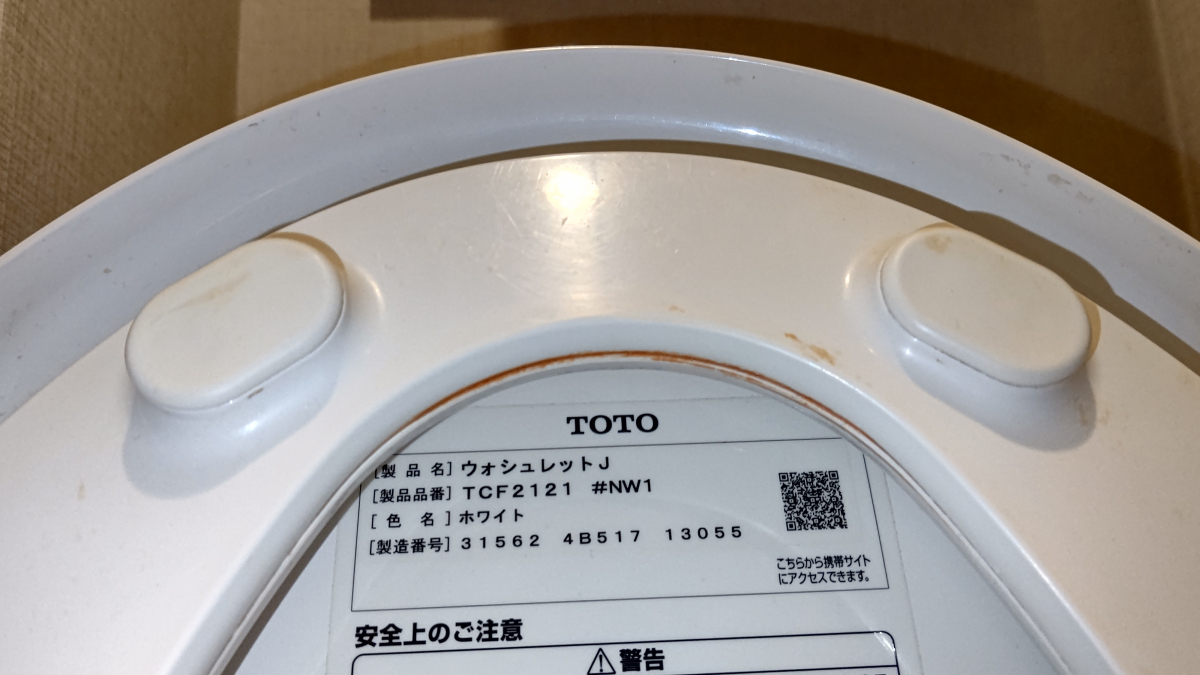 TOTO
[製品名] ウォシュレットJ
[製品品番] TCF2121 #NW1
[色名] ホワイト
[製造番号] 31562 4B517 13055
こちらから携帯サイト
にアクセスできます。
安全上のご注意
警告